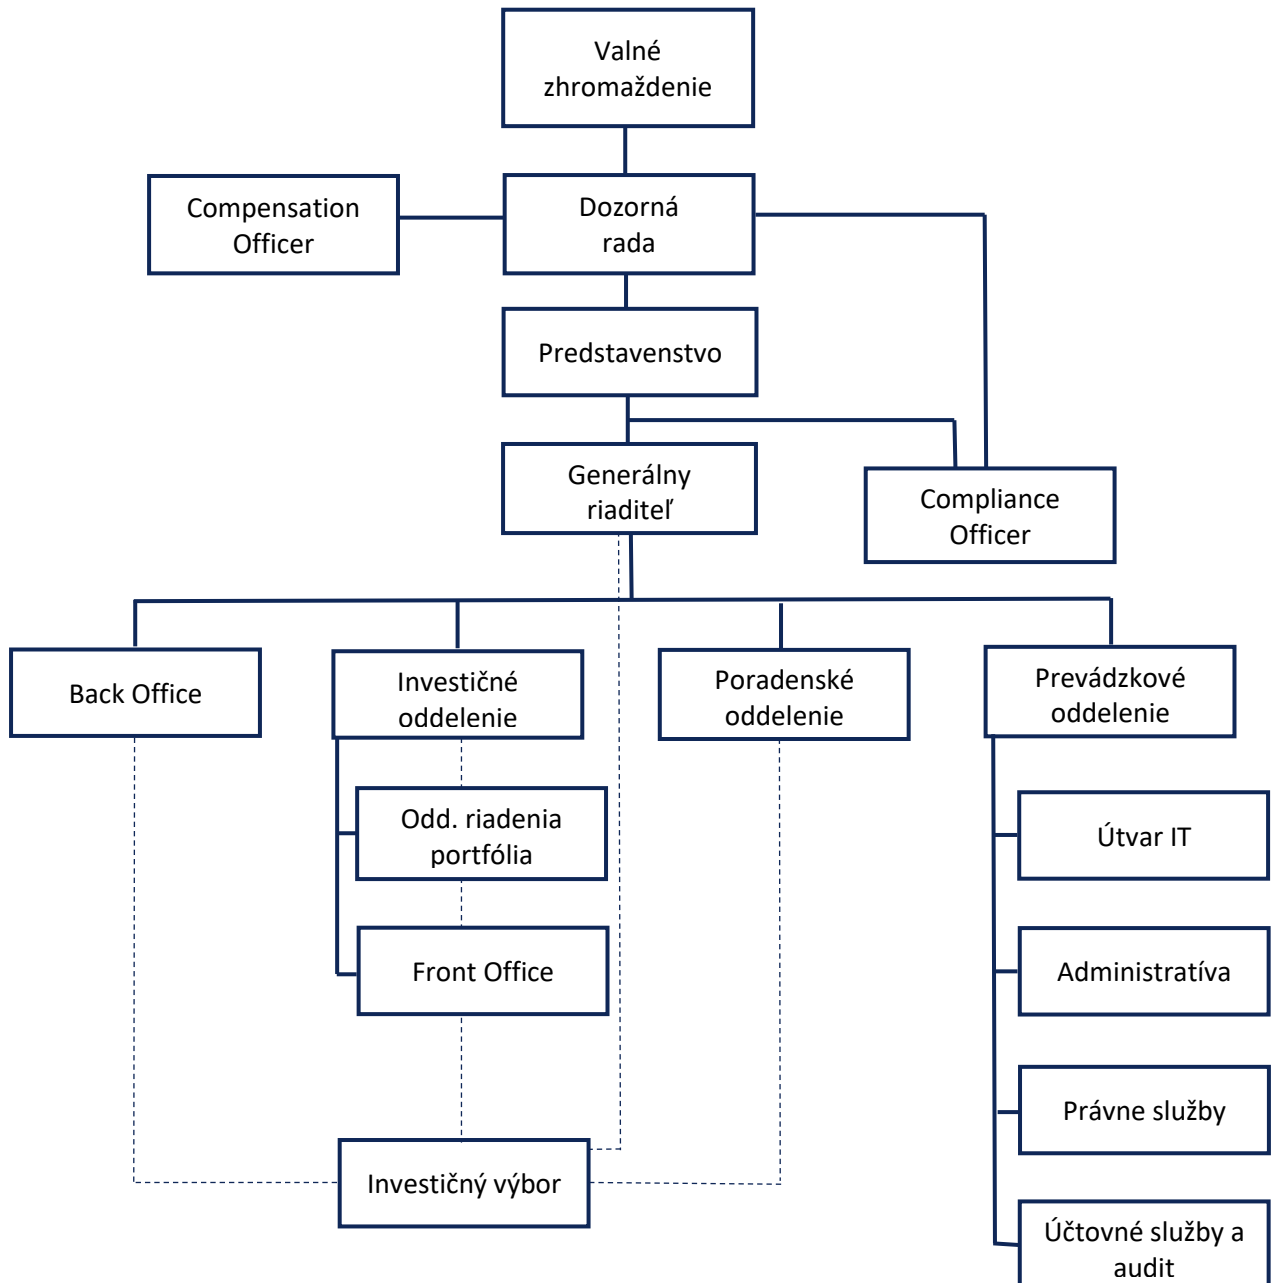 Valné
zhromaždenie
Compensation
Officer
Dozorná
rada
Predstavenstvo
Generálny
riaditeľ
Compliance
Officer
Back Office
Investičné
oddelenie
Poradenské
oddelenie
Prevádzkové
oddelenie
Odd. riadenia
portfólia
Útvar IT
Front Office
Administratíva
Právne služby
Investičný výbor
Účtovné služby a
audit